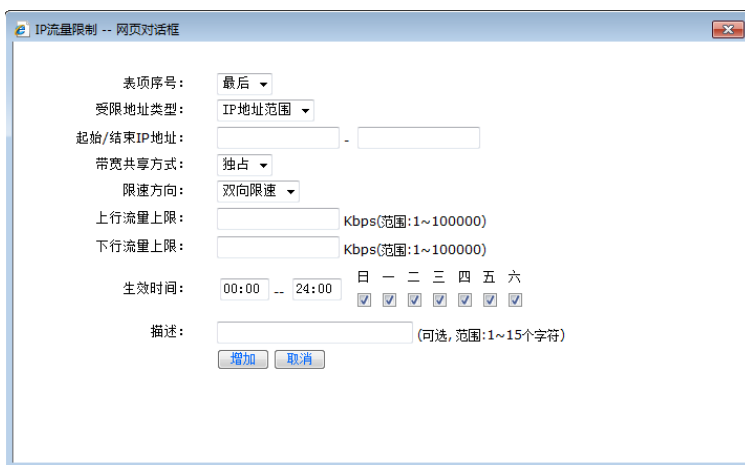 IP流量限制 -- 网页对话框
表项序号: 最后
受限地址类型: IP地址范围
起始/结束IP地址: -
带宽共享方式: 独占
限速方向: 双向限速
上行流量上限: Kbps(范围:1~100000)
下行流量上限: Kbps(范围:1~100000)
日 一 二 三 四 五 六
生效时间: 00:00 -- 24:00
描述: (可选,范围:1~15个字符)
增加 取消